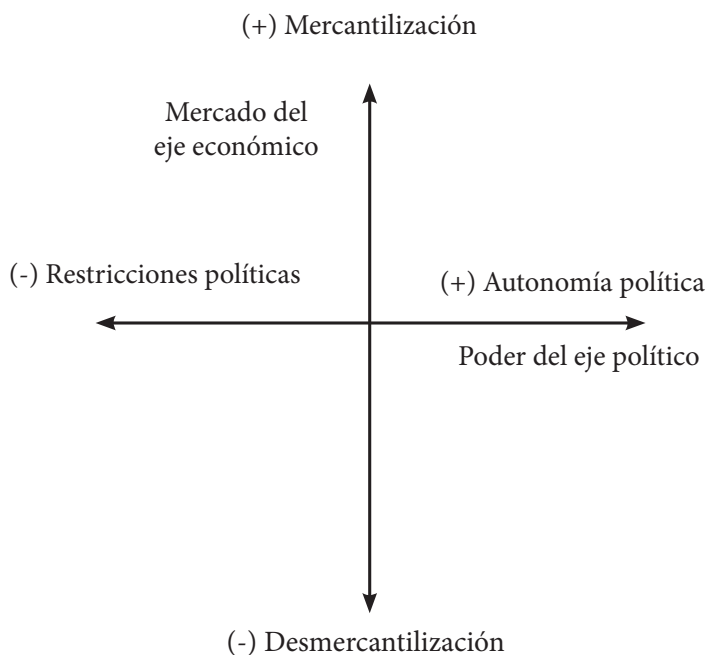 (+) Mercantilización
Mercado del
eje económico
(-) Restricciones políticas
(+) Autonomía política
Poder del eje político
(-) Desmercantilización